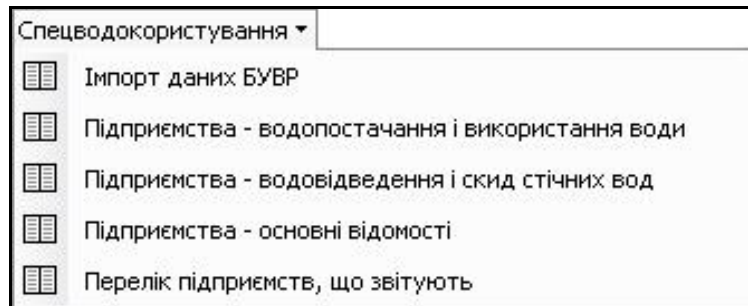 Спецводокористування
Імпорт даних БУВР
Підприємства - водопостачання і використання води
Підприємства - водовідведення і скид стічних вод
Підприємства - основні відомості
Перелік підприємств, що звітують